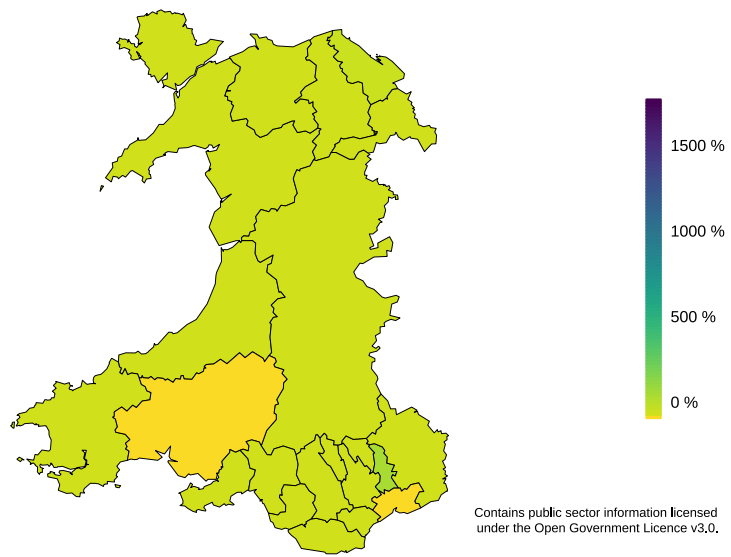 1500 %
1000 %
500 %
0 %
Contains public sector information licensed
under the Open Government Licence v3.0.